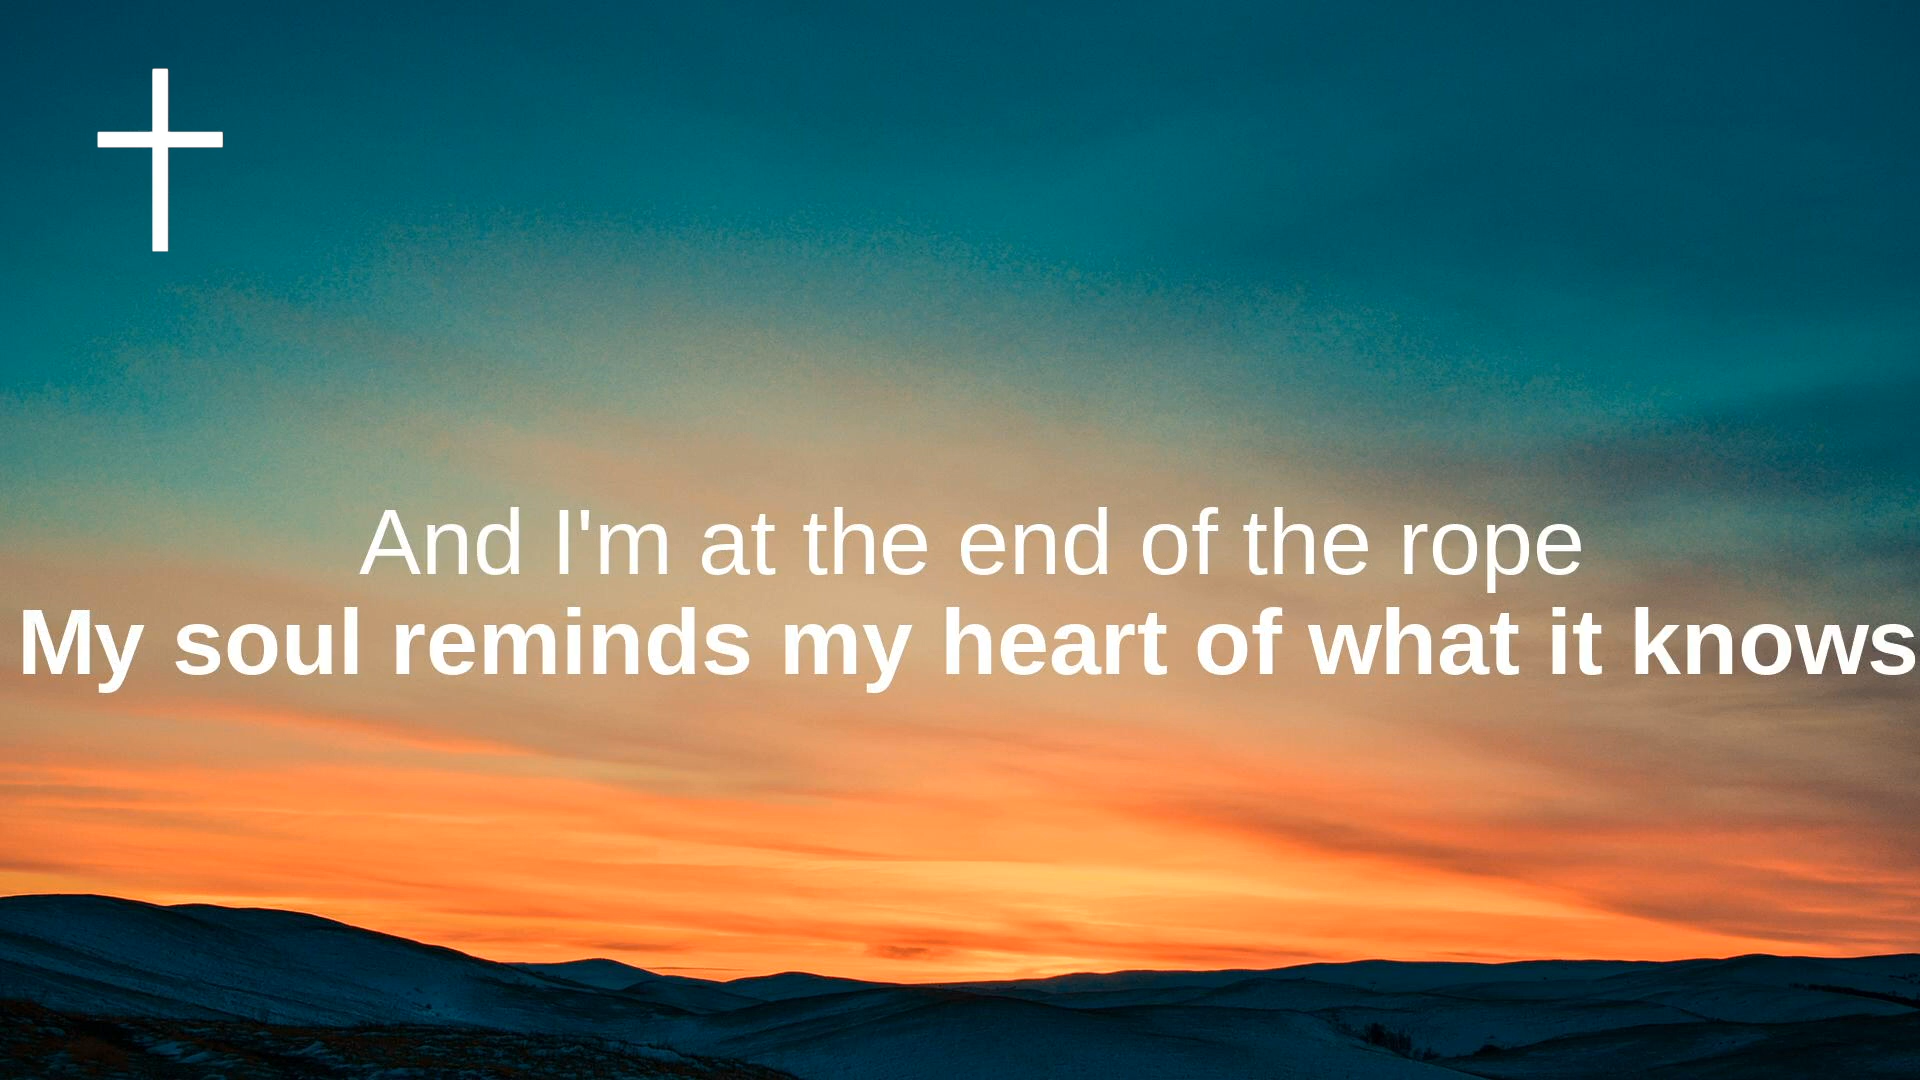 And I'm at the end of the rope
My soul reminds my heart of what it knows